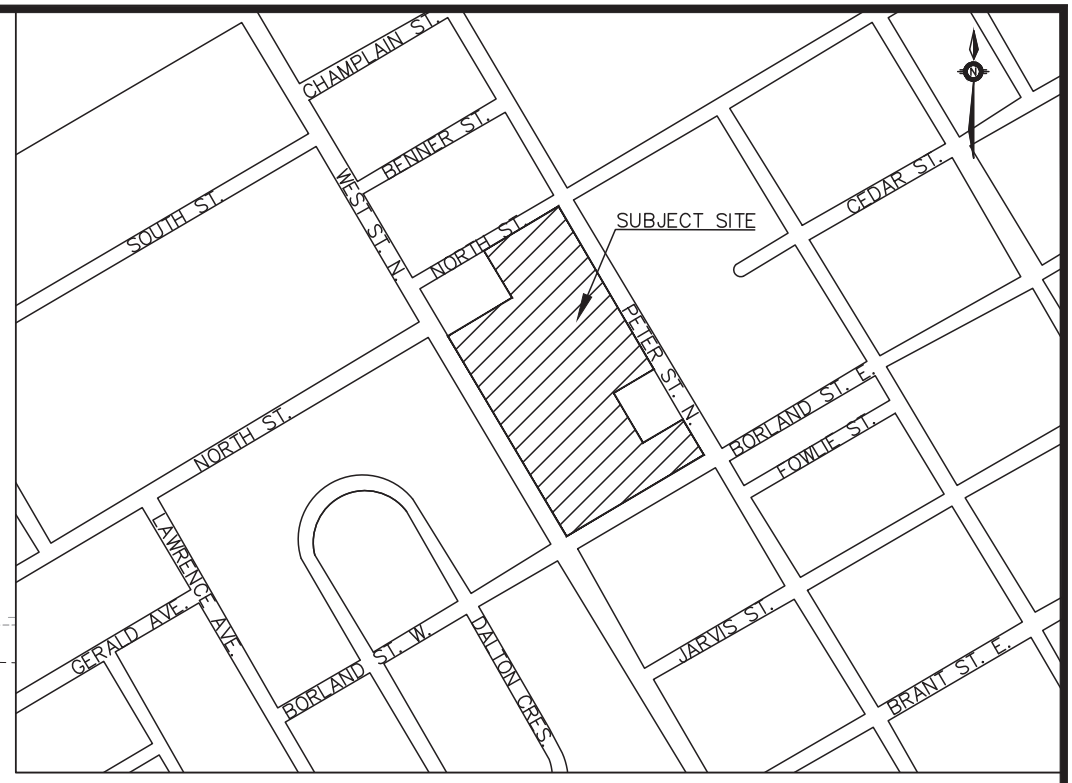 CHAMPLAIN ST.
N
BENNER ST.
CEDAR ST.
WEST ST. N.
SOUTH ST.
SUBJECT SITE
NORTH ST.
PETER ST. N.
BORLAND ST. E.
NORTH ST.
FOWLIE ST.
LAWRENCE AVE.
GERALD AVE.
JARVIS ST.
BORLAND ST. W.
DALTON CRES.
BRANT ST. E.